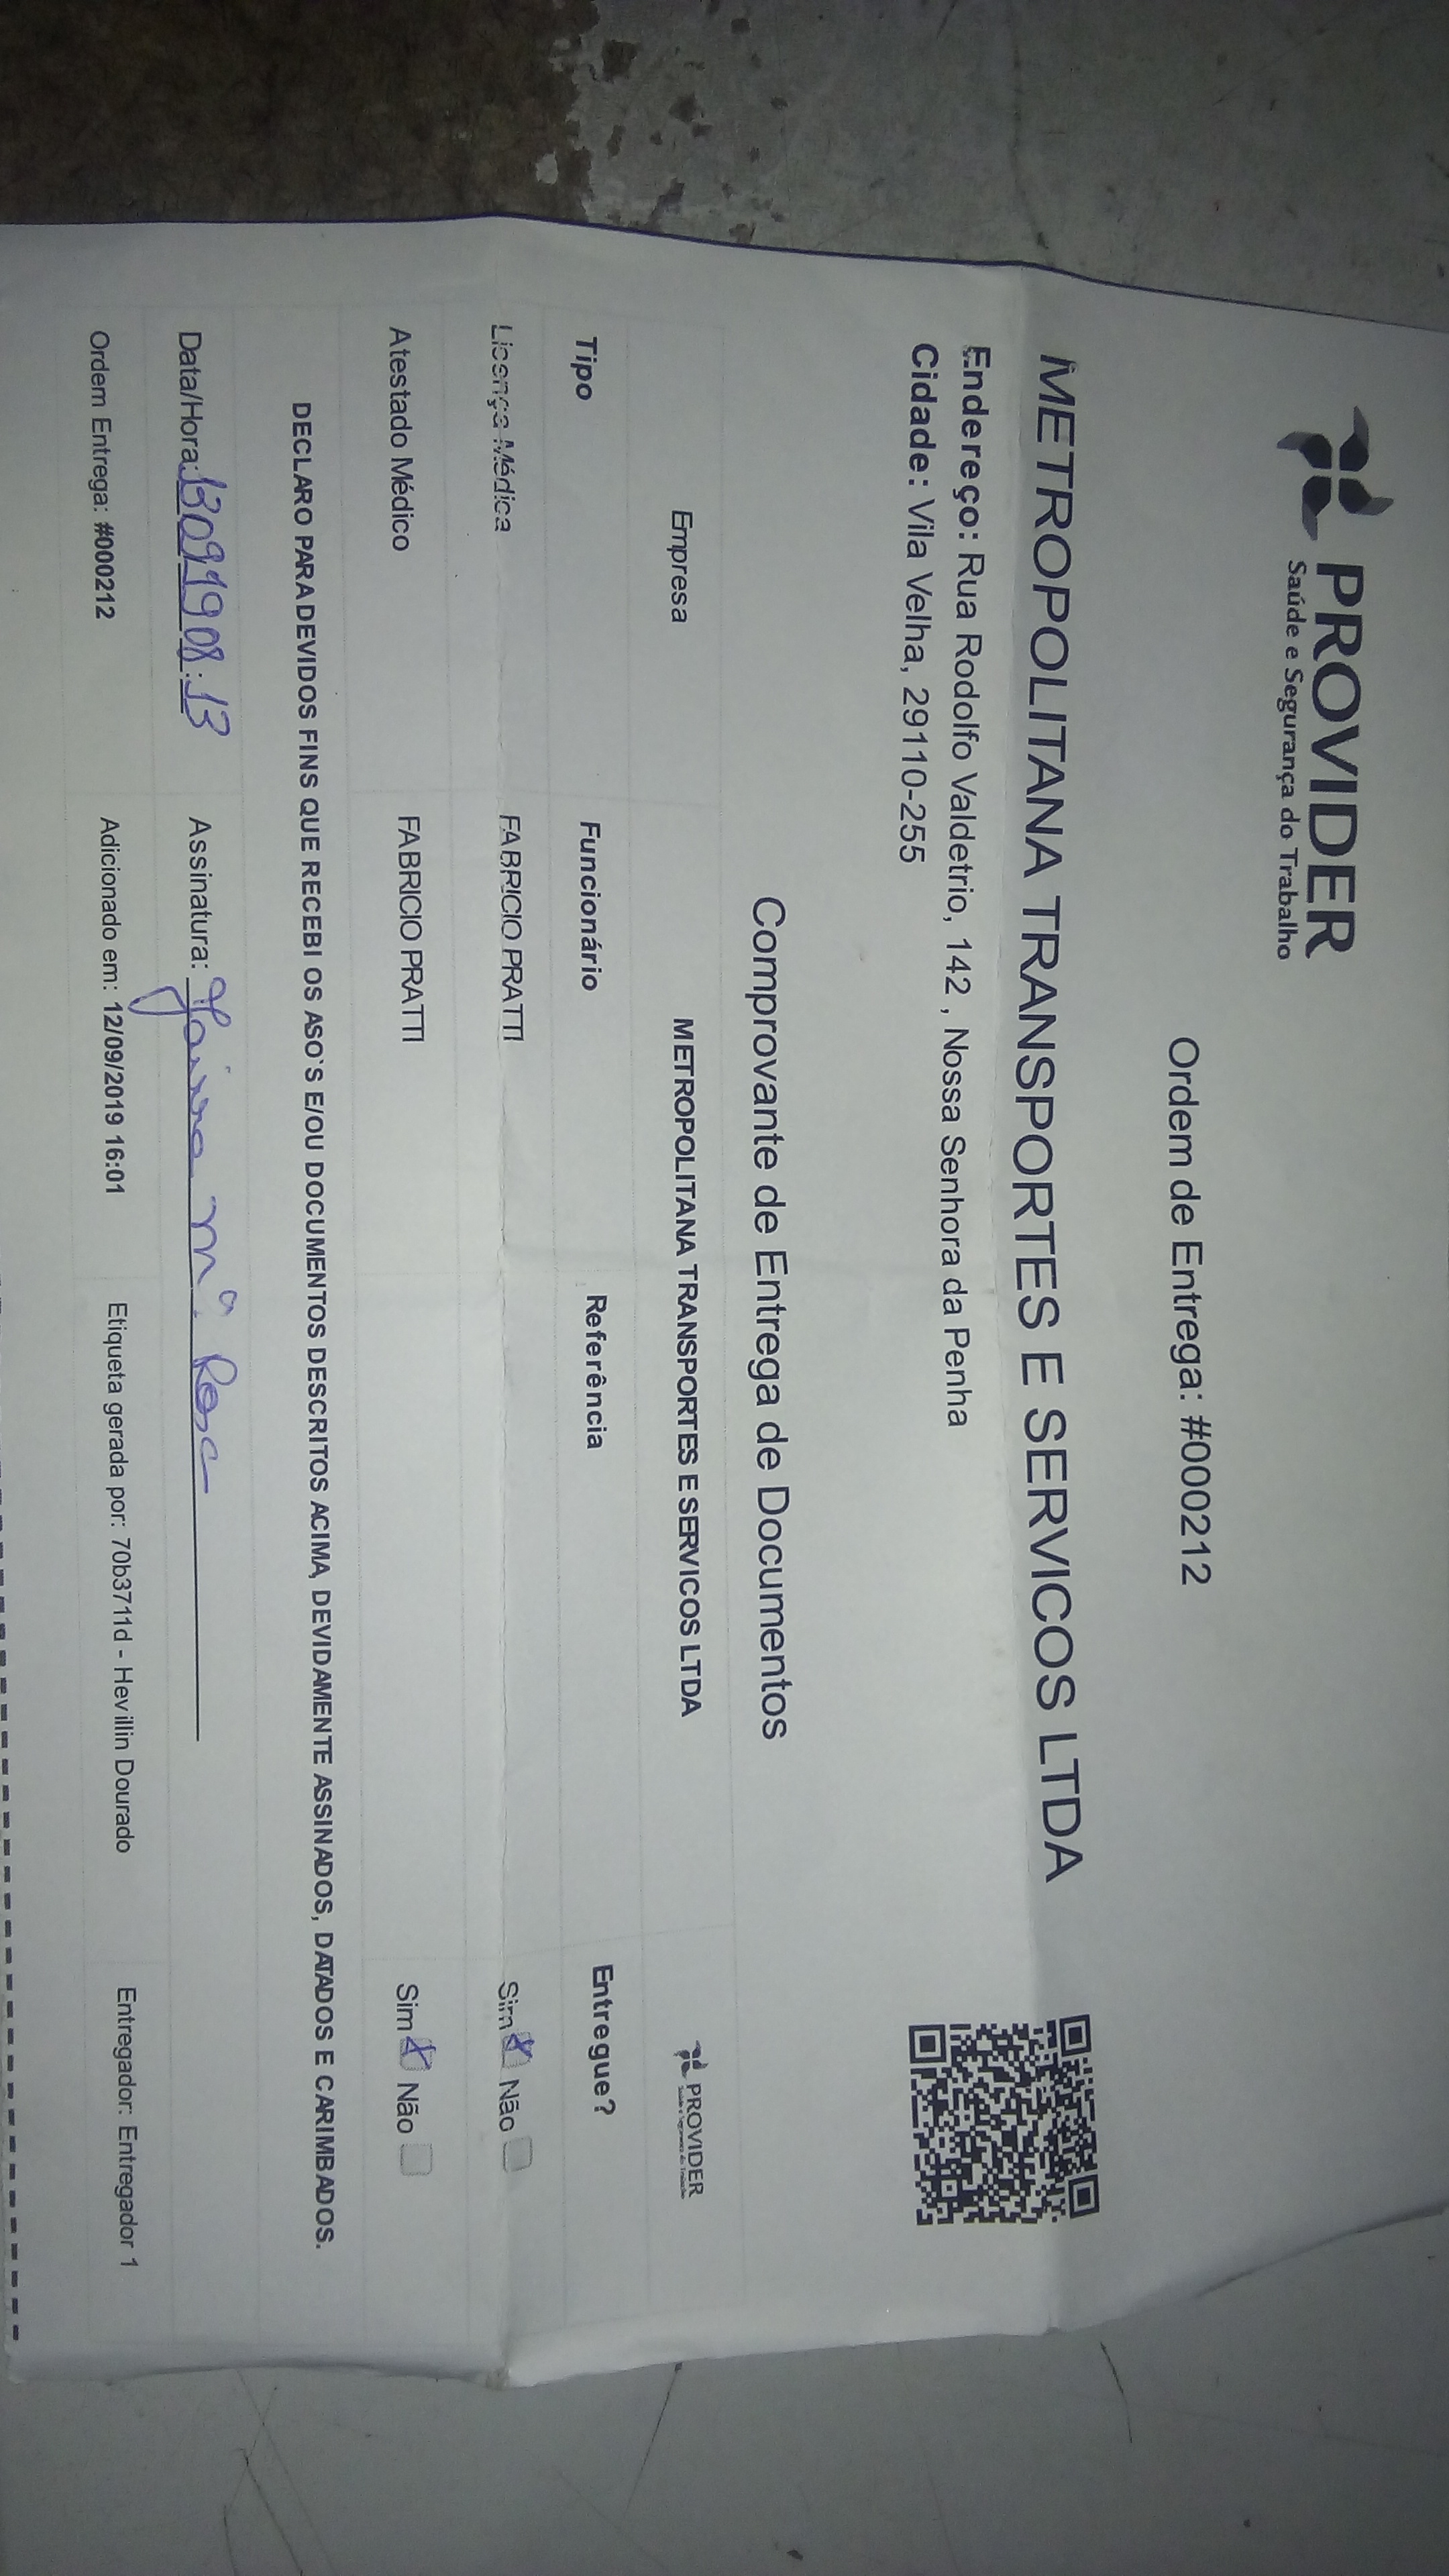 PROVIDER
Saúde e Segurança do Trabalho
Ordem de Entrega: #000212
METROPOLITANA TRANSPORTES E SERVICOS LTDA
Endereço: Rua Rodolfo Valdetrio, 142 , Nossa Senhora da Penha
Cidade: Vila Velha, 29110-255
Comprovante de Entrega de Documentos
Empresa METROPOLITANA TRANSPORTES E SERVICOS LTDA PROVIDER
Tipo Funcionário Referência Entregue?
Licença Médica FABRICIO PRATTI Sim Não
Atestado Médico FABRICIO PRATTI Sim Não
DECLARO PARA DEVIDOS FINS QUE RECEBI OS ASO'S E/OU DOCUMENTOS DESCRITOS ACIMA, DEVIDAMENTE ASSINADOS, DATADOS E CARIMBADOS.
Data/Hora: 13 09 19 08:13 Assinatura: Mª. Rosa
Ordem Entrega: #000212 Adicionado em: 12/09/2019 16:01 Etiqueta gerada por: 70b3711d - Hevillin Dourado Entregador: Entregador 1